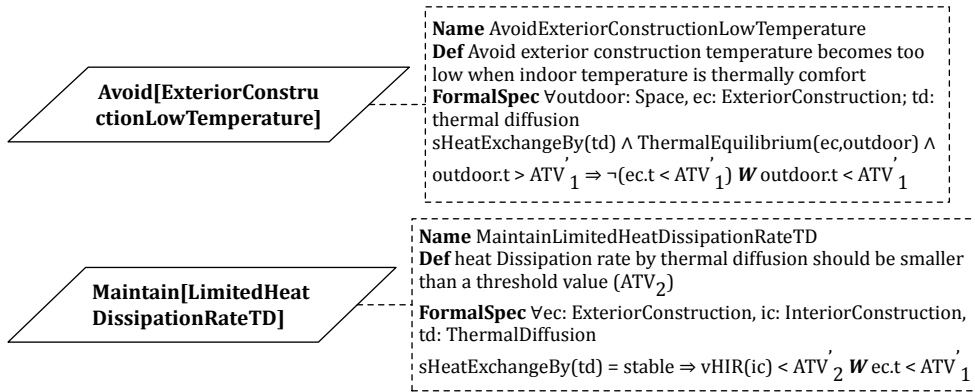 Avoid[ExteriorConstru
ctionLowTemperature]
Name AvoidExteriorConstructionLowTemperature
Def Avoid exterior construction temperature becomes too
low when indoor temperature is thermally comfort
FormalSpec ∀outdoor: Space, ec: ExteriorConstruction; td:
thermal diffusion
sHeatExchangeBy(td) ∧ ThermalEquilibrium(ec,outdoor) ∧
outdoor.t > ATV'₁ ⇒ ¬(ec.t < ATV'₁) W outdoor.t < ATV'₁
Maintain[LimitedHeat
DissipationRateTD]
Name MaintainLimitedHeatDissipationRateTD
Def heat Dissipation rate by thermal diffusion should be smaller
than a threshold value (ATV₂)
FormalSpec ∀ec: ExteriorConstruction, ic: InteriorConstruction,
td: ThermalDiffusion
sHeatExchangeBy(td) = stable ⇒ vHIR(ic) < ATV'₂ W ec.t < ATV'₁